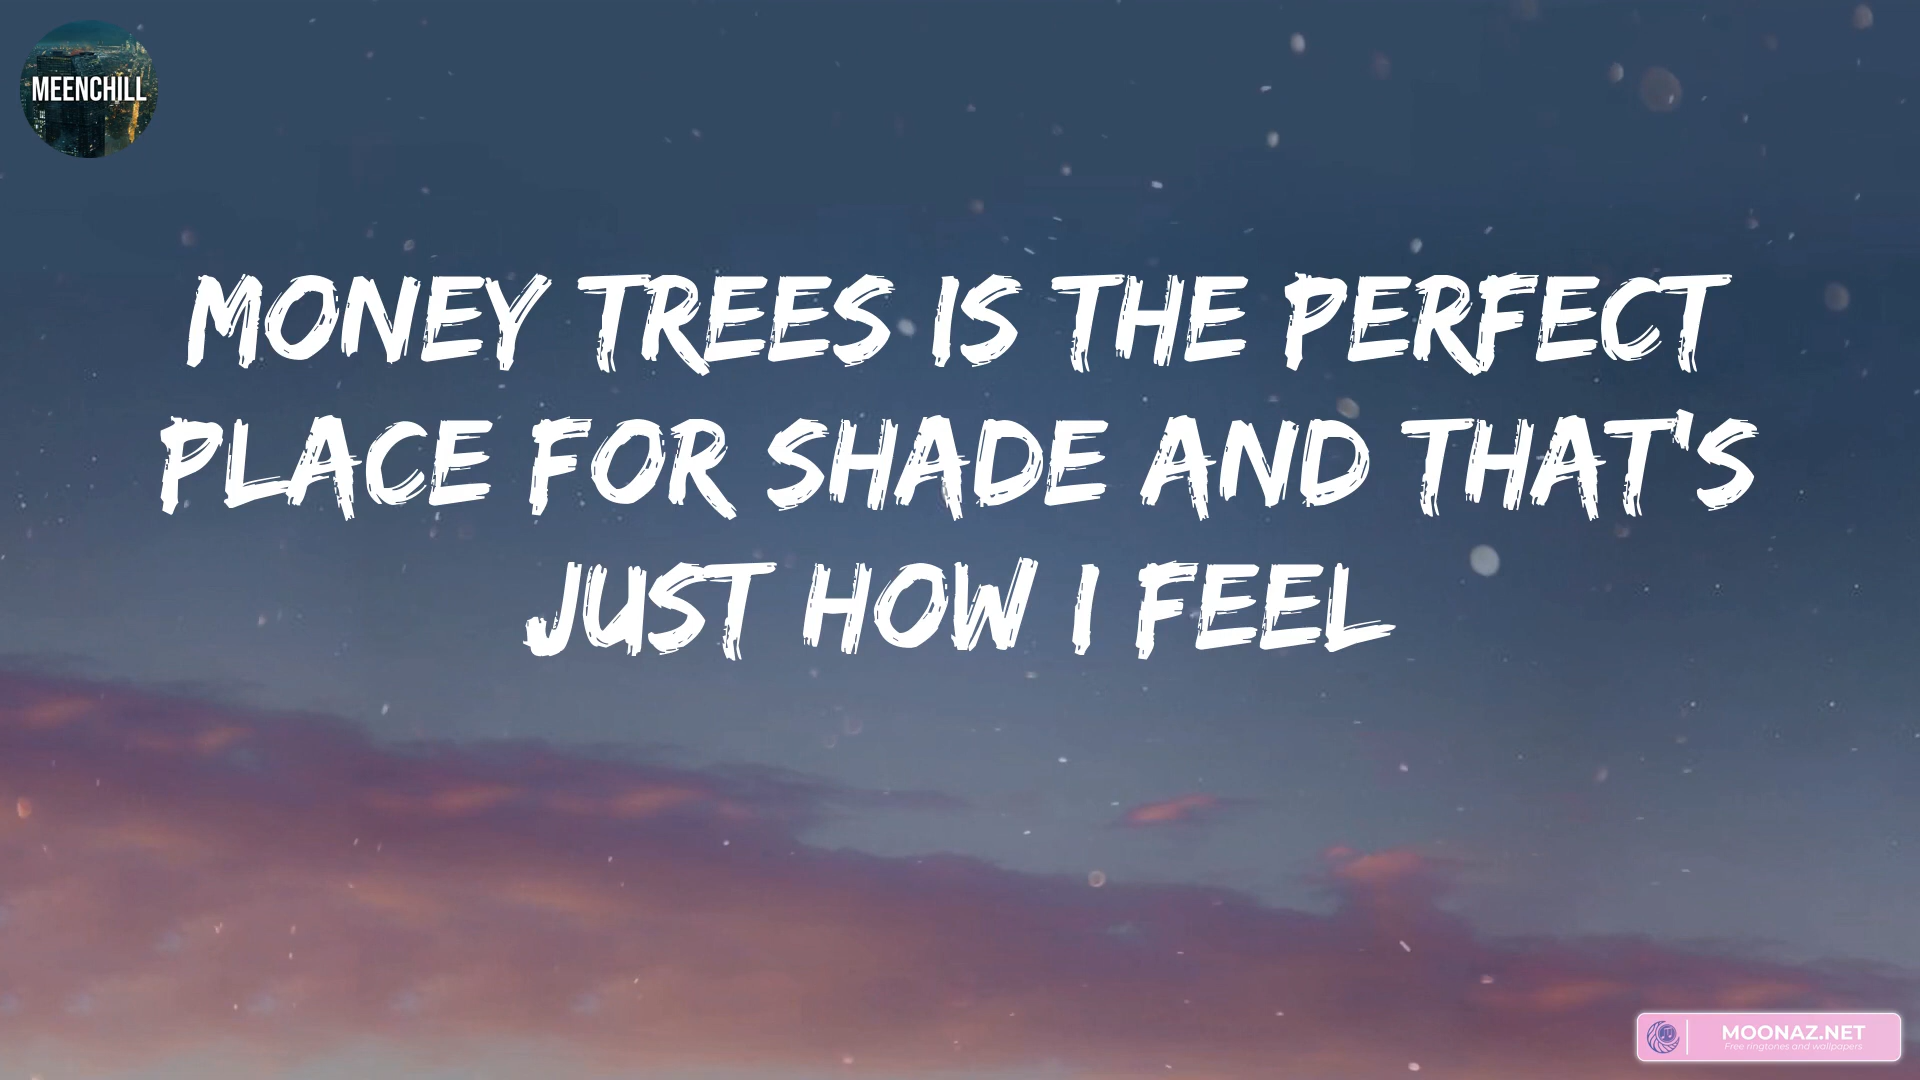 MEENCHILL
MONEY TREES IS THE PERFECT
PLACE FOR SHADE AND THAT'S
JUST HOW I FEEL
MOONAZ.NET
Free ringtones and wallpapers